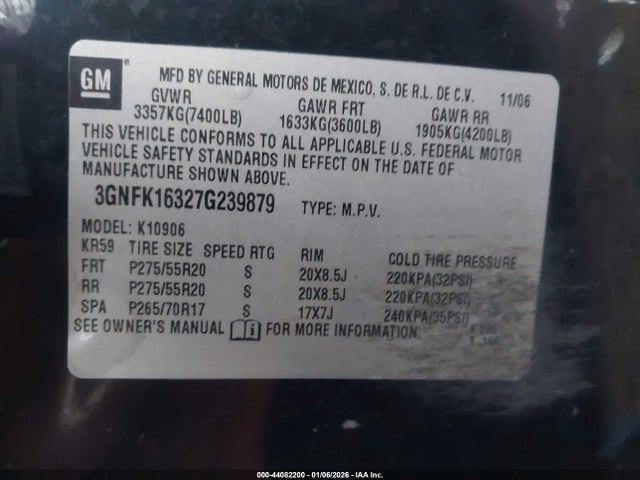 GM
MFD BY GENERAL MOTORS DE MEXICO, S. DE R.L. DE C.V. 11/06
GVWR GAWR FRT GAWR RR
3357KG(7400LB) 1633KG(3600LB) 1905KG(4200LB)
THIS VEHICLE CONFORMS TO ALL APPLICABLE U.S. FEDERAL MOTOR
VEHICLE SAFETY STANDARDS IN EFFECT ON THE DATE OF
MANUFACTURE SHOWN ABOVE.
3GNFK16327G239879 TYPE: M.P.V.
MODEL: K10906
KR59 TIRE SIZE SPEED RTG RIM COLD TIRE PRESSURE
FRT P275/55R20 S 20X8.5J 220KPA(32PSI)
RR P275/55R20 S 20X8.5J 220KPA(32PSI)
SPA P265/70R17 S 17X7J 240KPA(35PSI)
SEE OWNER'S MANUAL FOR MORE INFORMATION.
000-44082200 - 01/06/2026 - IAA Inc.